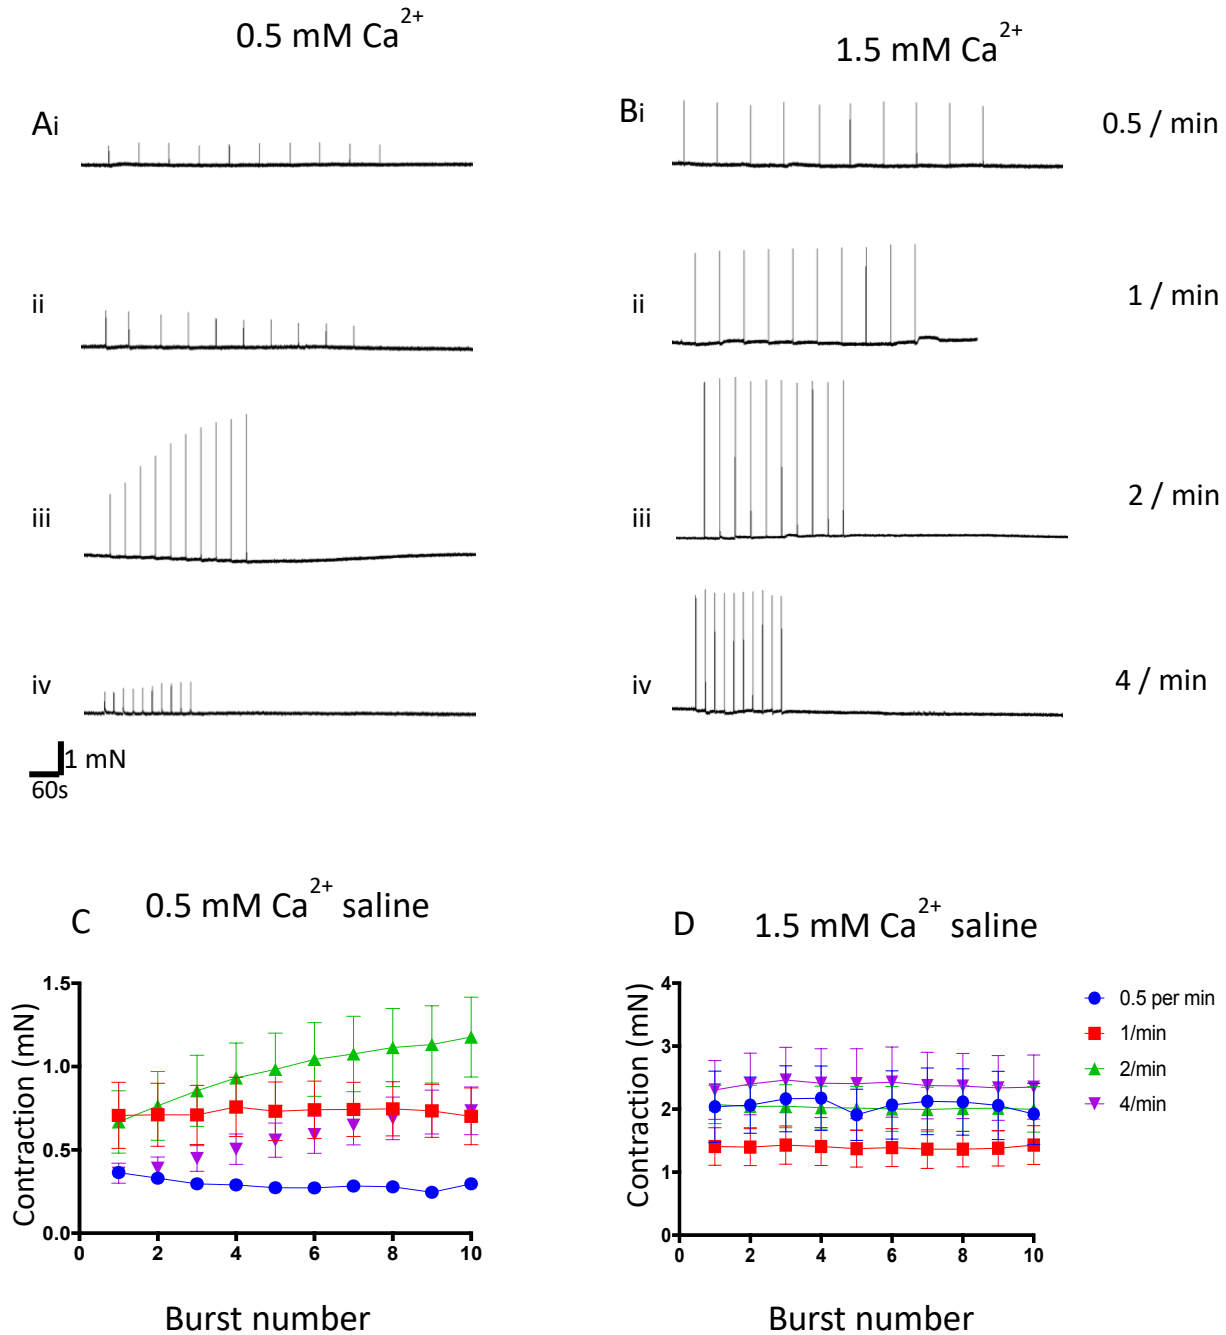 0.5 mM Ca²⁺
1.5 mM Ca²⁺
Ai
Bi
0.5 / min
ii
ii
1 / min
iii
iii
2 / min
iv
iv
4 / min
1 mN
60s
C
0.5 mM Ca²⁺ saline
D
1.5 mM Ca²⁺ saline
Contraction (mN)
1.5
1.0
0.5
0.0
0
2
4
6
8
10
Burst number
Contraction (mN)
4
3
2
1
0
0
2
4
6
8
10
Burst number
0.5 per min
1/min
2/min
4/min